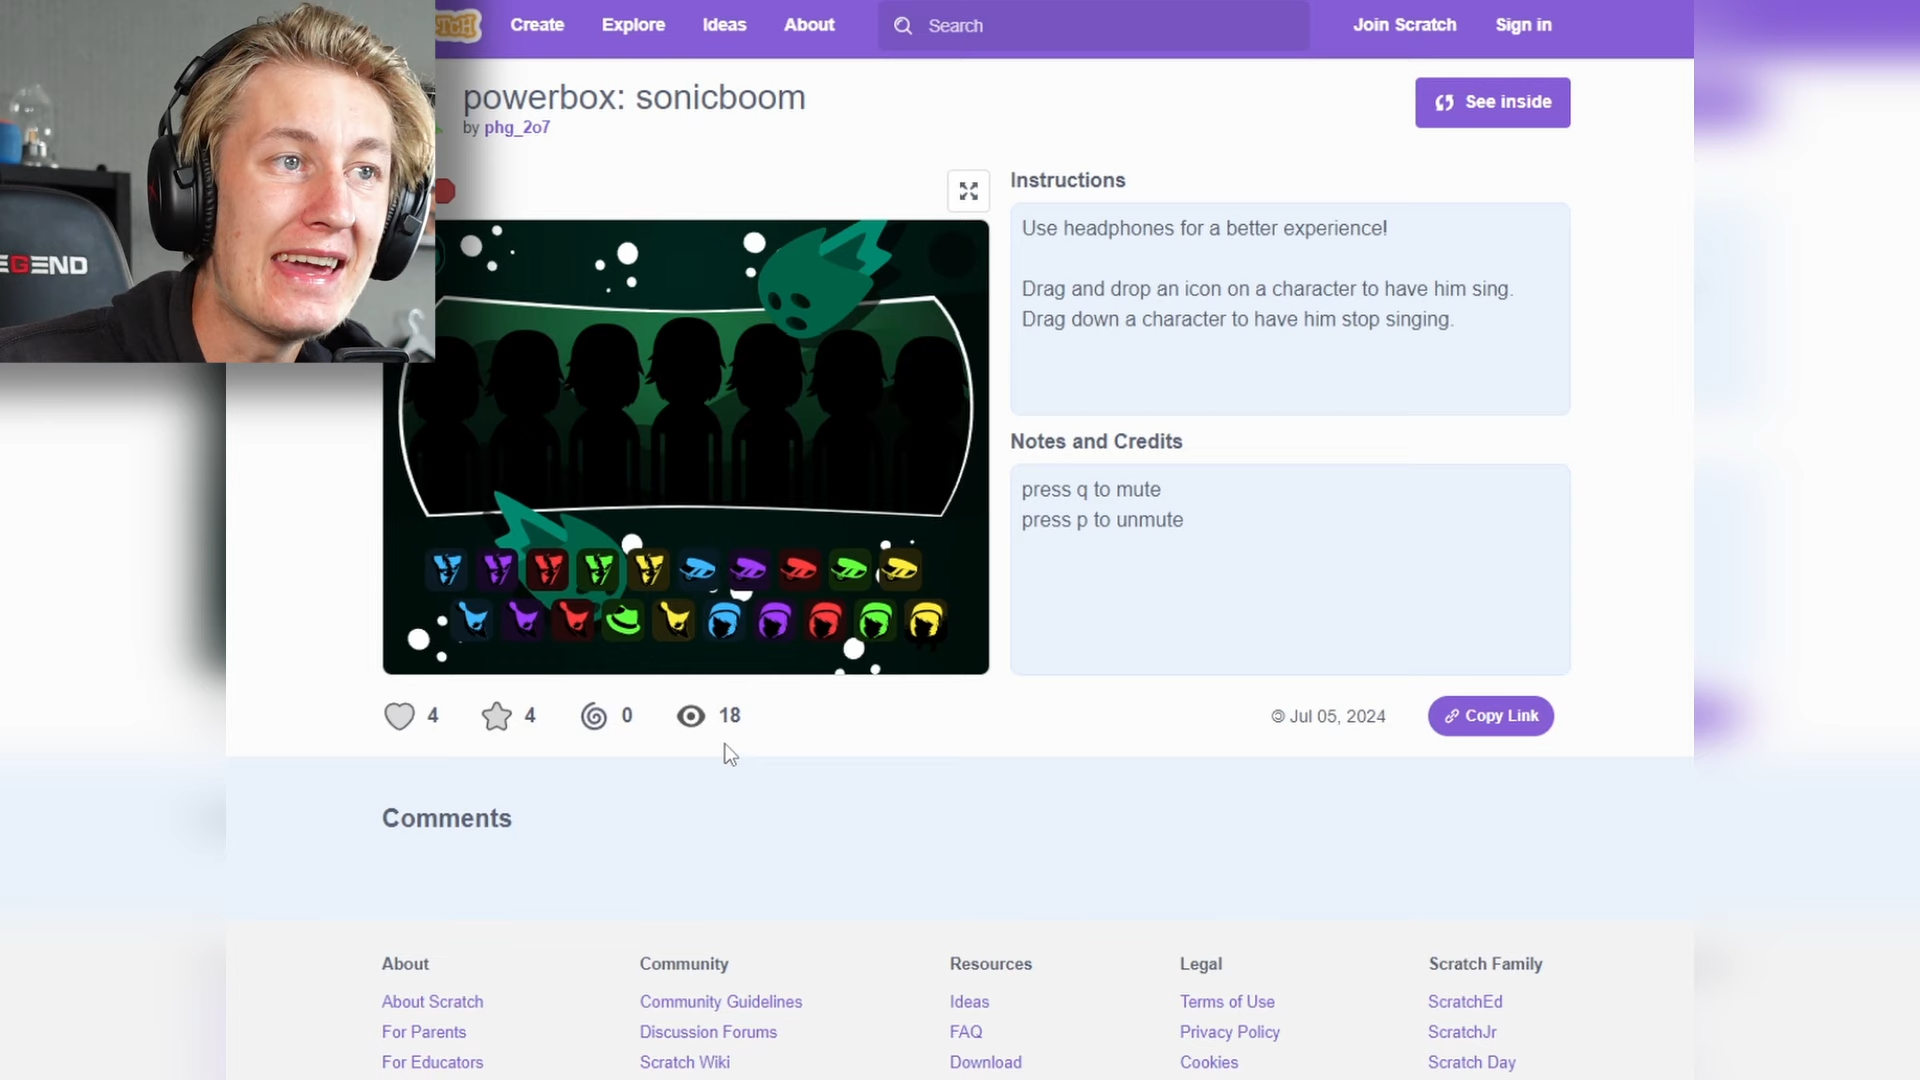 Create Explore Ideas About Search Join Scratch Sign in
powerbox: sonicboom
by phg_2o7
See inside
EGEND
Instructions
Use headphones for a better experience!
Drag and drop an icon on a character to have him sing.
Drag down a character to have him stop singing.
Notes and Credits
press q to mute
press p to unmute
4 4 0 18
© Jul 05, 2024
Copy Link
Comments
About Community Resources Legal Scratch Family
About Scratch Community Guidelines Ideas Terms of Use ScratchEd
For Parents Discussion Forums FAQ Privacy Policy ScratchJr
For Educators Scratch Wiki Download Cookies Scratch Day